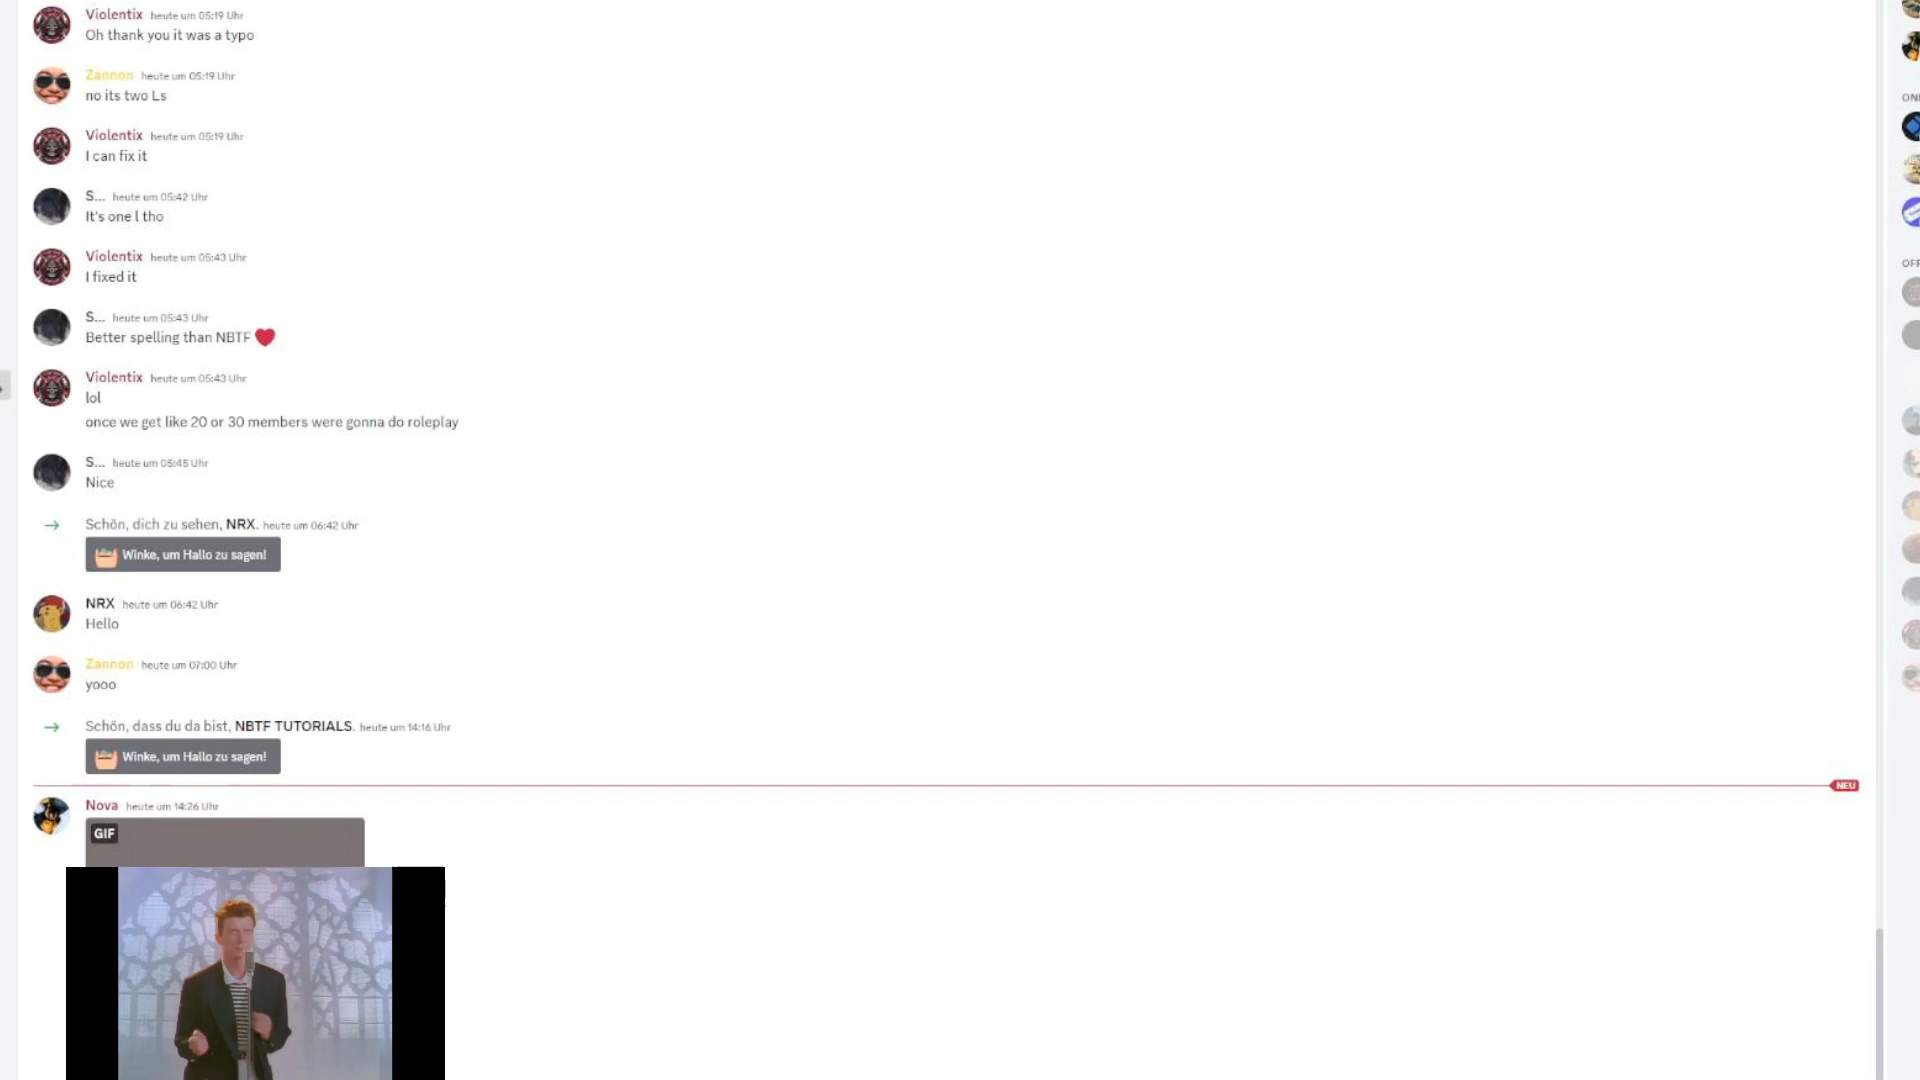 Violentix heute um 05:19 Uhr
Oh thank you it was a typo
Zannon heute um 05:19 Uhr
no its two Ls
Violentix heute um 05:19 Uhr
I can fix it
S... heute um 05:42 Uhr
It's one l tho
Violentix heute um 05:43 Uhr
I fixed it
S... heute um 05:43 Uhr
Better spelling than NBTF
Violentix heute um 05:43 Uhr
lol
once we get like 20 or 30 members were gonna do roleplay
S... heute um 05:45 Uhr
Nice
Schön, dich zu sehen, NRX. heute um 06:42 Uhr
Winke, um Hallo zu sagen!
NRX heute um 06:42 Uhr
Hello
Zannon heute um 07:00 Uhr
yooo
Schön, dass du da bist, NBTF TUTORIALS. heute um 14:16 Uhr
Winke, um Hallo zu sagen!
NEU
Nova heute um 14:26 Uhr
GIF
ONI
OFF